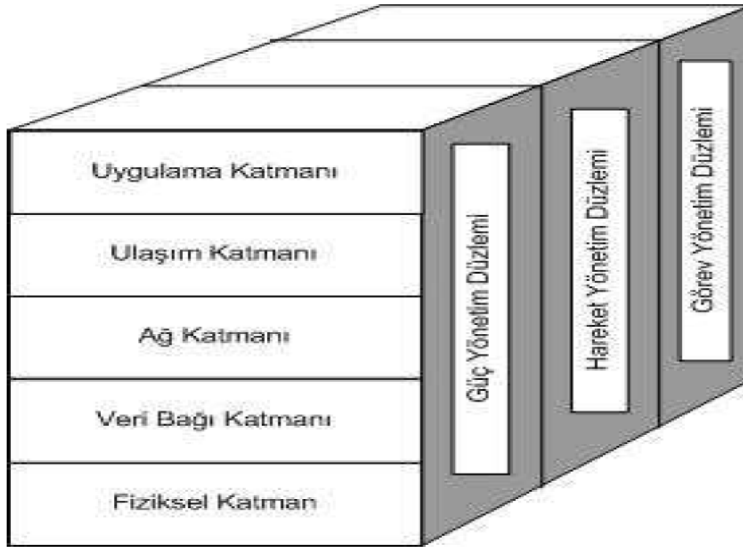 Uygulama Katmanı
Ulaşım Katmanı
Ağ Katmanı
Veri Bağı Katmanı
Fiziksel Katman
Güç Yönetim Düzlemi
Hareket Yönetim Düzlemi
Görev Yönetim Düzlemi